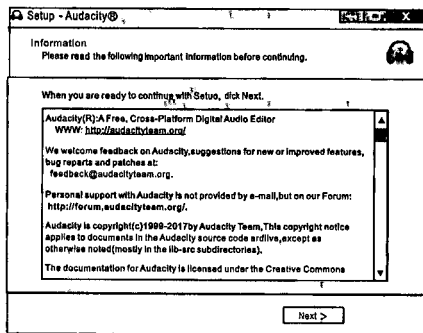 Setup - Audacity®
X
Information
Please read the following important information before continuing.
When you are ready to continue with Setuo, dick Next.
Audacity(R):A Free, Cross-Platform Digital Audio Editor
WWW: http://audacityteam.org/
We welcome feedback on Audacity,suggestions for new or improved features,
bug reports and patches at:
feedback@audacityteam.org.
Personal support with Audacity is not provided by e-mail,but on our Forum:
http://forum,audacityteam.org/.
Audacity is copyright(c)1999-2017by Audacity Team,This copyright notice
applies to documents in the Audacity source code ardlive,except as
otherwise noted(mostly in the lib-src subdirectories).
The documentation for Audacity is licensed under the Creative Commons
Next >